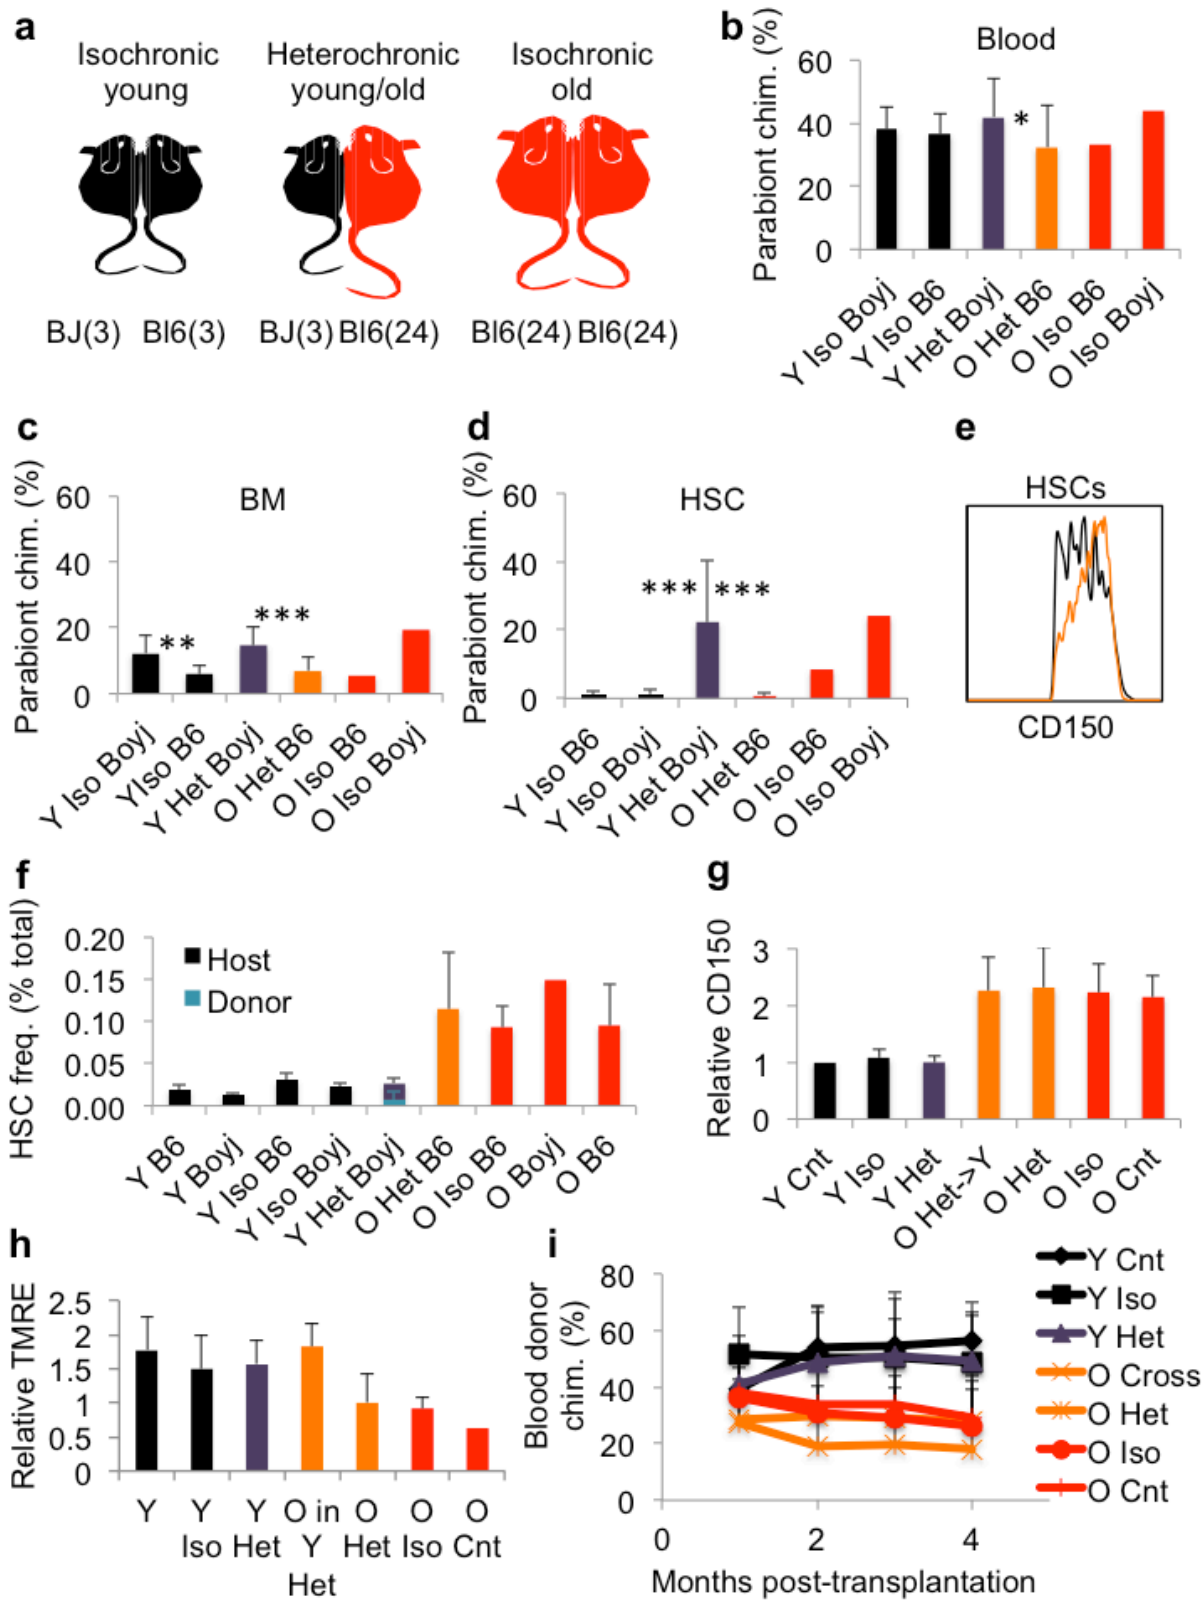 a
Isochronic
young
Heterochronic
young/old
Isochronic
old
BJ(3) Bl6(3)
BJ(3) Bl6(24)
Bl6(24) Bl6(24)
b
Blood
Parabiont chim. (%)
60
40
20
0
*
Y Iso Boyj
Y Iso B6
Y Het Boyj
O Het B6
O Iso B6
O Iso Boyj
c
BM
Parabiont chim. (%)
60
40
20
0
**
***
Y Iso Boyj
YIso B6
Y Het Boyj
O Het B6
O Iso B6
O Iso Boyj
d
HSC
Parabiont chim. (%)
60
40
20
0
*** ***
Y Iso B6
Y Iso Boyj
Y Het Boyj
O Het B6
O Iso B6
O Iso Boyj
e
HSCs
CD150
f
HSC freq. (% total)
0.20
0.15
0.10
0.05
0.00
Host
Donor
Y B6
Y Boyj
Y Iso B6
Y Iso Boyj
Y Het Boyj
O Het B6
O Iso B6
O Boyj
O B6
g
Relative CD150
3
2
1
0
Y Cnt
Y Iso
Y Het
O Het->Y
O Het
O Iso
O Cnt
h
Relative TMRE
2.5
2
1.5
1
0.5
0
Y
Y
Iso
Y
Het
O in
Y
Het
O
Het
O
Iso
O
Cnt
i
Blood donor
chim. (%)
80
60
40
20
0
0 2 4
Months post-transplantation
Y Cnt
Y Iso
Y Het
O Cross
O Het
O Iso
O Cnt